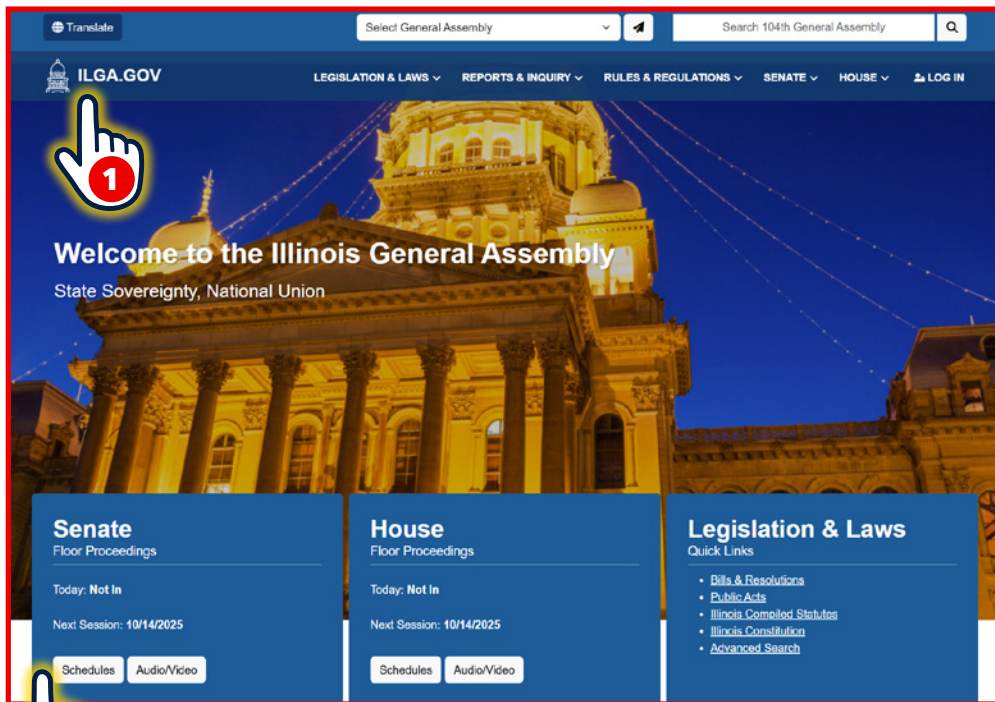 Translate
Select General Assembly
Search 104th General Assembly
ILGA.GOV
LEGISLATION & LAWS
REPORTS & INQUIRY
RULES & REGULATIONS
SENATE
HOUSE
LOG IN
1
Welcome to the Illinois General Assembly
State Sovereignty, National Union
Senate
Floor Proceedings
Today: Not In
Next Session: 10/14/2025
Schedules
Audio/Video
House
Floor Proceedings
Today: Not In
Next Session: 10/14/2025
Schedules
Audio/Video
Legislation & Laws
Quick Links
• Bills & Resolutions
• Public Acts
• Illinois Compiled Statutes
• Illinois Constitution
• Advanced Search